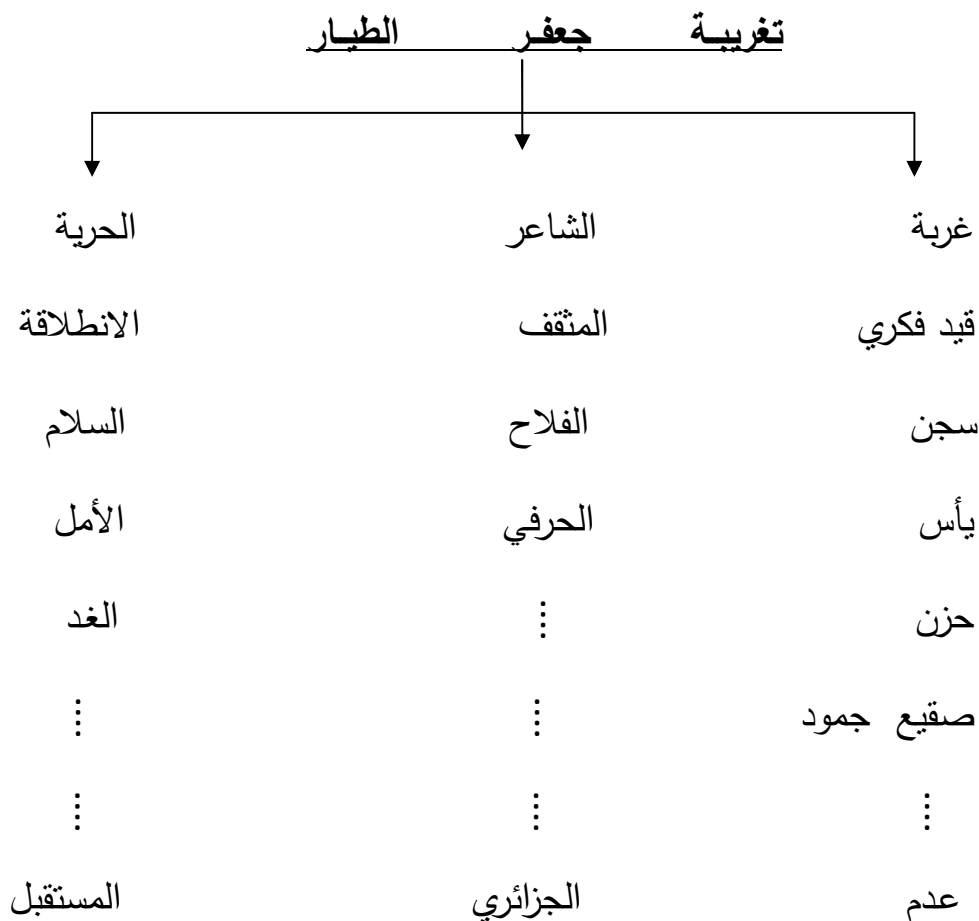 تغريبة جعفر الطيار
غربة الشاعر الحرية
قيد فكري المثقف الانطلاقة
سجن الفلاح السلام
يأس الحرفي الأمل
حزن ⁞ الغد
صقيع جمود ⁞ ⁞
⁞ ⁞ ⁞
عدم الجزائري المستقبل